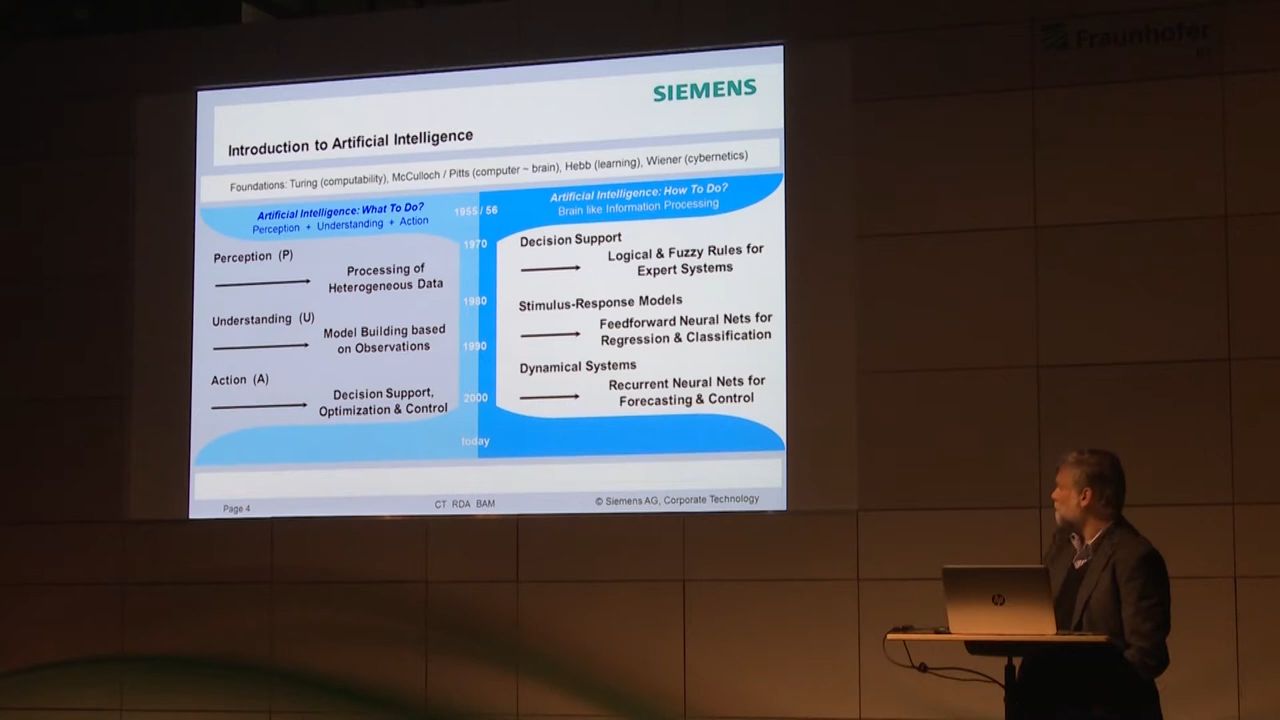 Fraunhofer
SIEMENS
Introduction to Artificial Intelligence
Foundations: Turing (computability), McCulloch / Pitts (computer ~ brain), Hebb (learning), Wiener (cybernetics)
Artificial Intelligence: What To Do?
Perception + Understanding + Action
Perception (P)
Processing of
Heterogeneous Data
Understanding (U)
Model Building based
on Observations
Action (A)
Decision Support,
Optimization & Control
1955 / 56
1970
1980
1990
2000
today
Artificial Intelligence: How To Do?
Brain like Information Processing
Decision Support
Logical & Fuzzy Rules for
Expert Systems
Stimulus-Response Models
Feedforward Neural Nets for
Regression & Classification
Dynamical Systems
Recurrent Neural Nets for
Forecasting & Control
Page 4
CT RDA BAM
© Siemens AG, Corporate Technology
hp